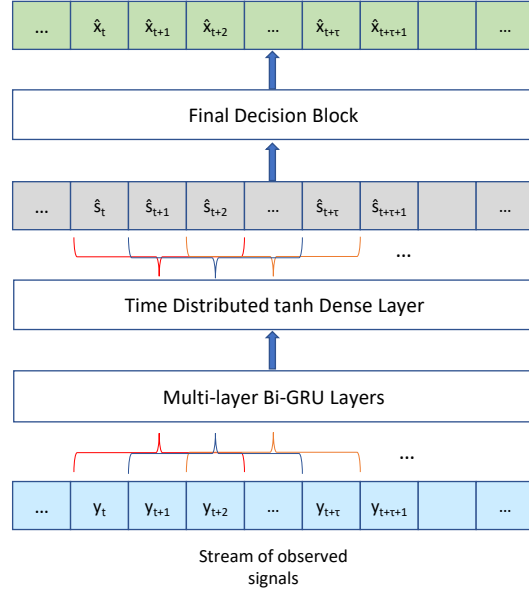 ... x̂ₜ x̂ₜ₊₁ x̂ₜ₊₂ ... x̂ₜ₊τ x̂ₜ₊τ₊₁ ...
Final Decision Block
... ŝₜ ŝₜ₊₁ ŝₜ₊₂ ... ŝₜ₊τ ŝₜ₊τ₊₁ ...
...
Time Distributed tanh Dense Layer
Multi-layer Bi-GRU Layers
...
... yₜ yₜ₊₁ yₜ₊₂ ... yₜ₊τ yₜ₊τ₊₁ ...
Stream of observed
signals